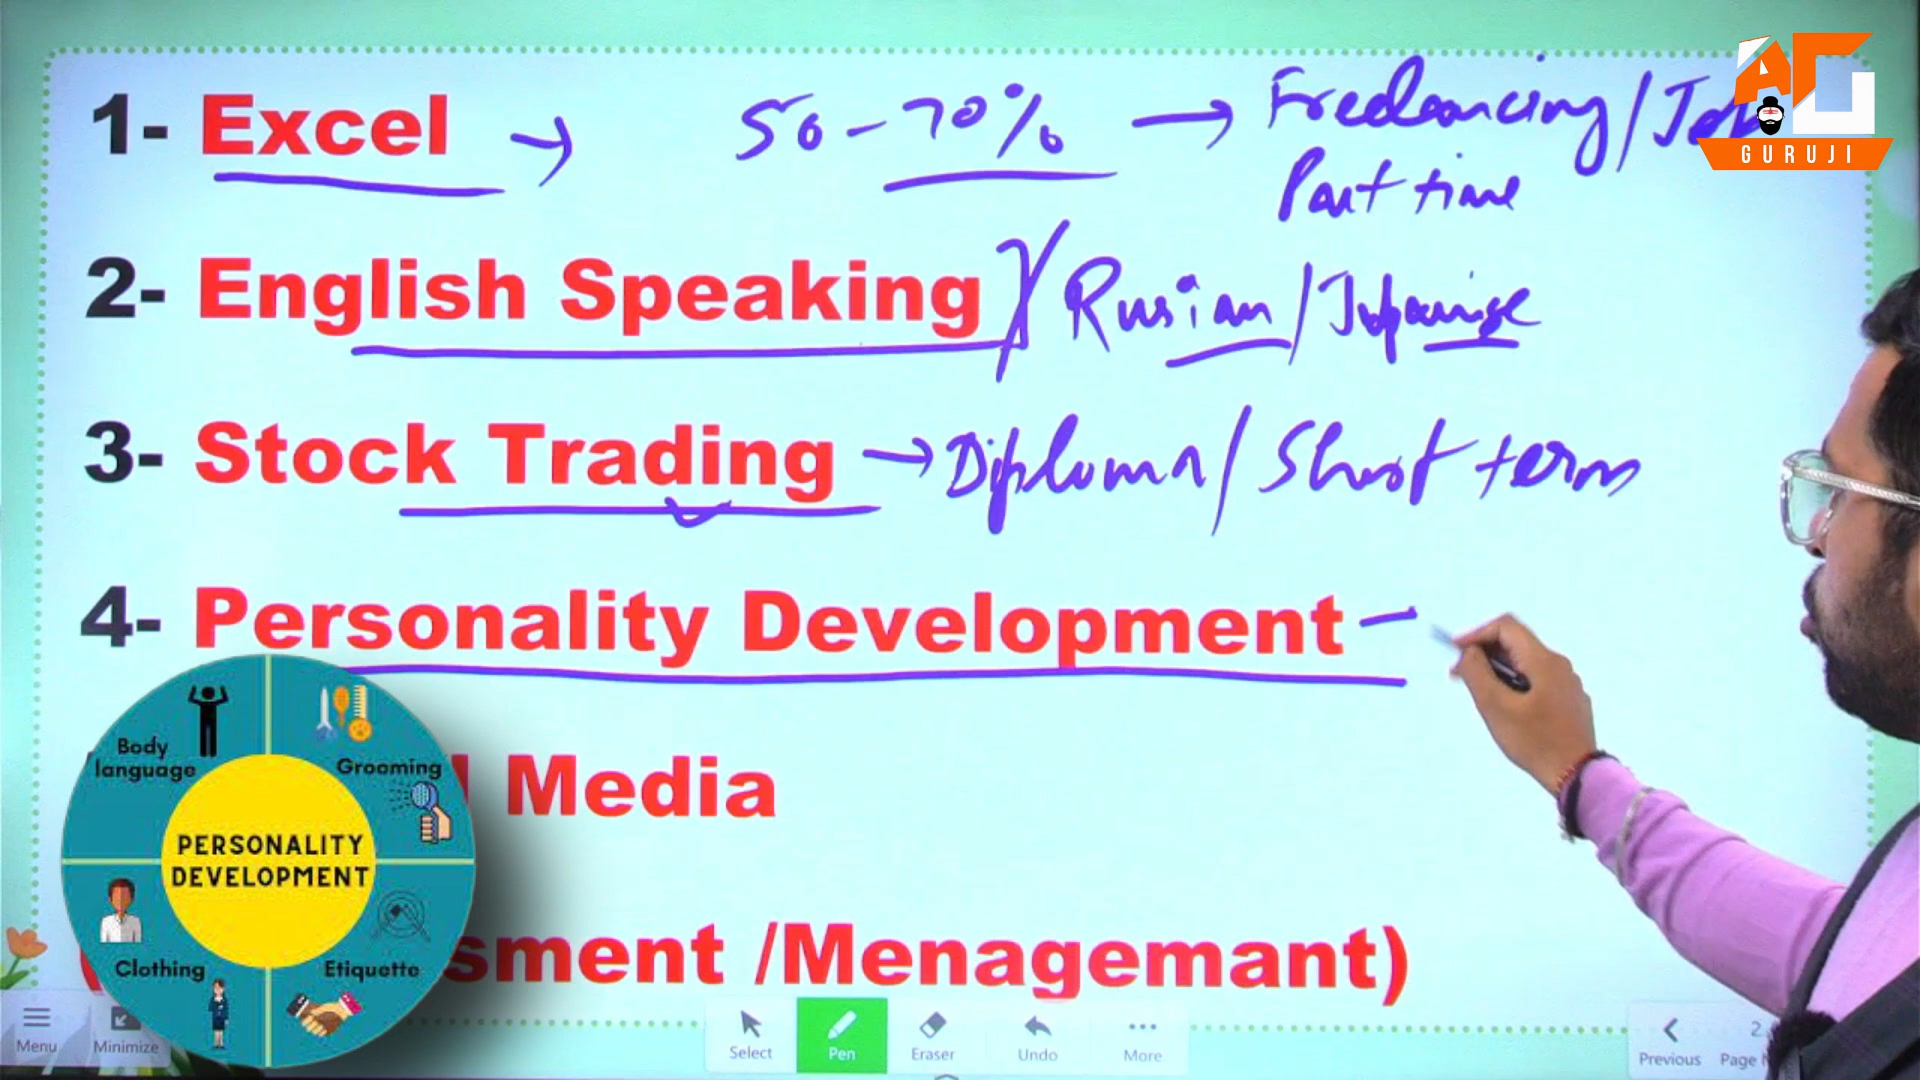 1- Excel → 50-70% → Freelancing/Job
Part time
AG
GURUJI
2- English Speaking / Rusian/Japanise
3- Stock Trading → Diploma/Short term
4- Personality Development -
Media
sment /Menagemant)
Body
language
Grooming
PERSONALITY
DEVELOPMENT
Clothing
Etiquette
Menu
Minimize
Select
Pen
Eraser
Undo
More
Previous
2
Page